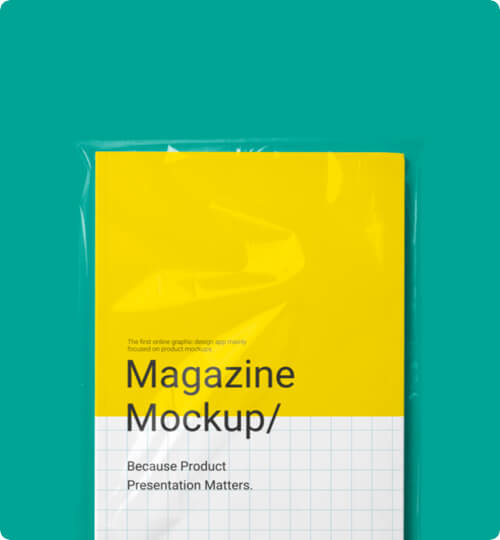 The first online graphic design app mainly
focused on product mockups.
Magazine
Mockup/
Because Product
Presentation Matters.